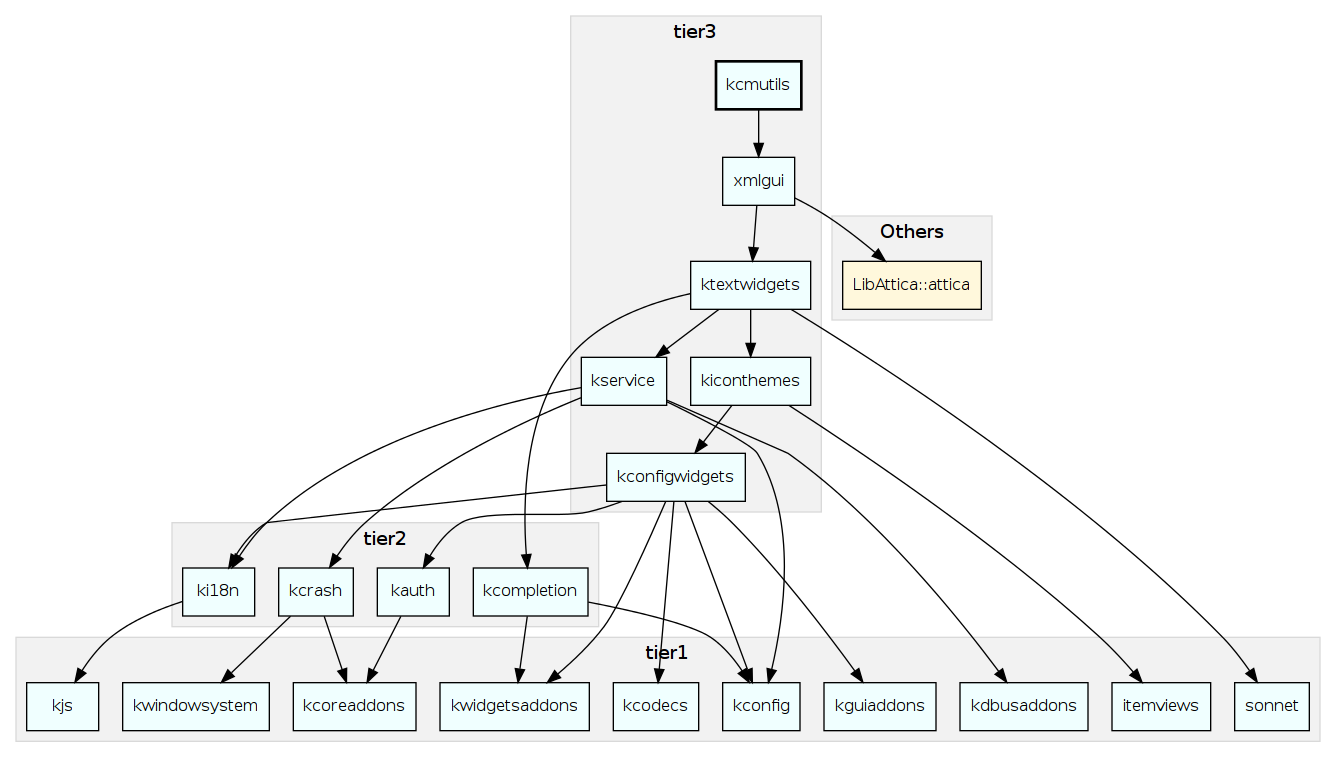 tier3
kcmutils
xmlgui
Others
ktextwidgets
LibAttica::attica
kservice
kiconthemes
kconfigwidgets
tier2
ki18n
kcrash
kauth
kcompletion
tier1
kjs
kwindowsystem
kcoreaddons
kwidgetsaddons
kcodecs
kconfig
kguiaddons
kdbusaddons
itemviews
sonnet